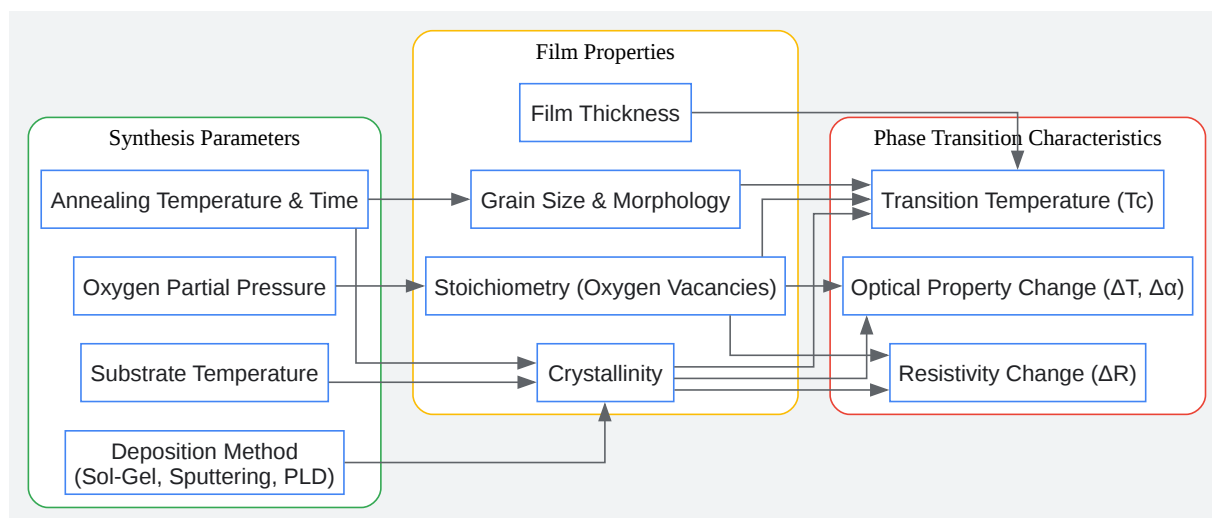 Synthesis Parameters
Annealing Temperature & Time
Oxygen Partial Pressure
Substrate Temperature
Deposition Method
(Sol-Gel, Sputtering, PLD)
Film Properties
Film Thickness
Grain Size & Morphology
Stoichiometry (Oxygen Vacancies)
Crystallinity
Phase Transition Characteristics
Transition Temperature (Tc)
Optical Property Change (ΔT, Δα)
Resistivity Change (ΔR)